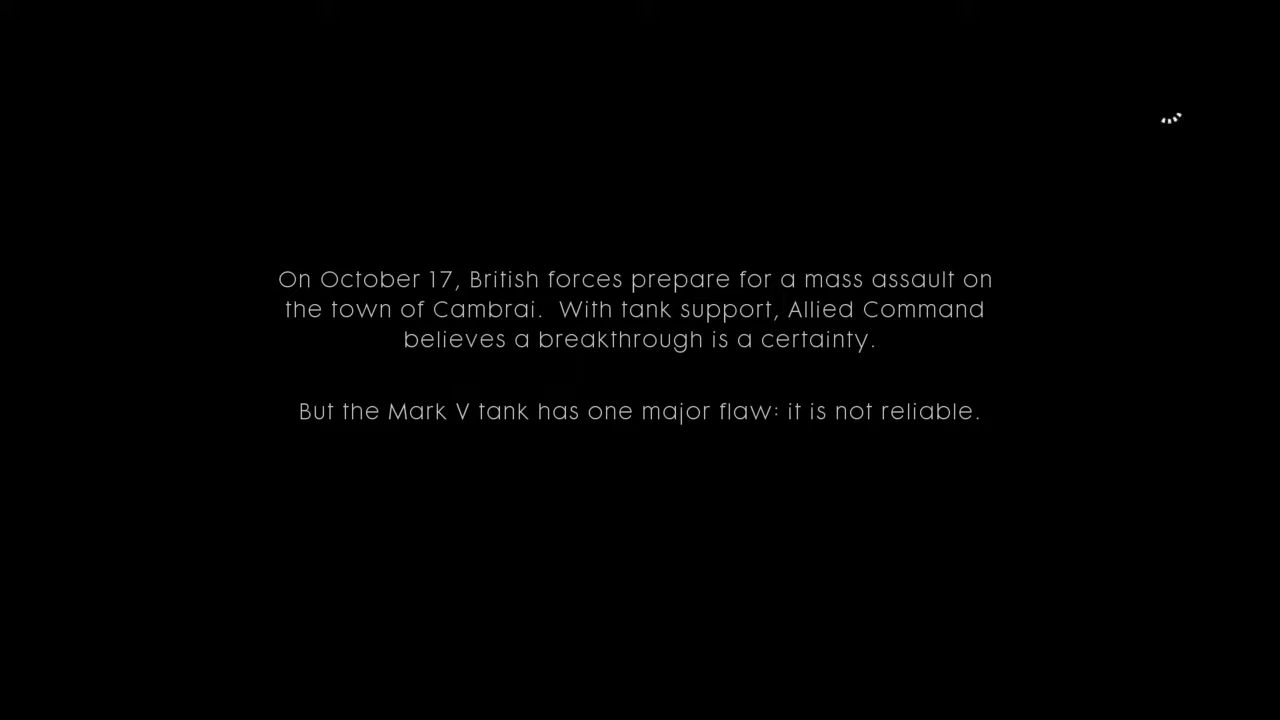 On October 17, British forces prepare for a mass assault on
the town of Cambrai.  With tank support, Allied Command
believes a breakthrough is a certainty.
But the Mark V tank has one major flaw: it is not reliable.